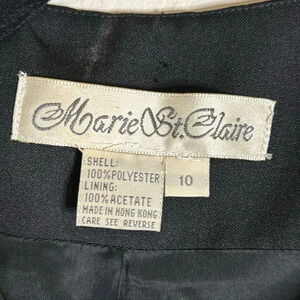 Marie St. Claire
SHELL:
100% POLYESTER
LINING:
100% ACETATE
MADE IN HONG KONG
CARE SEE REVERSE
10